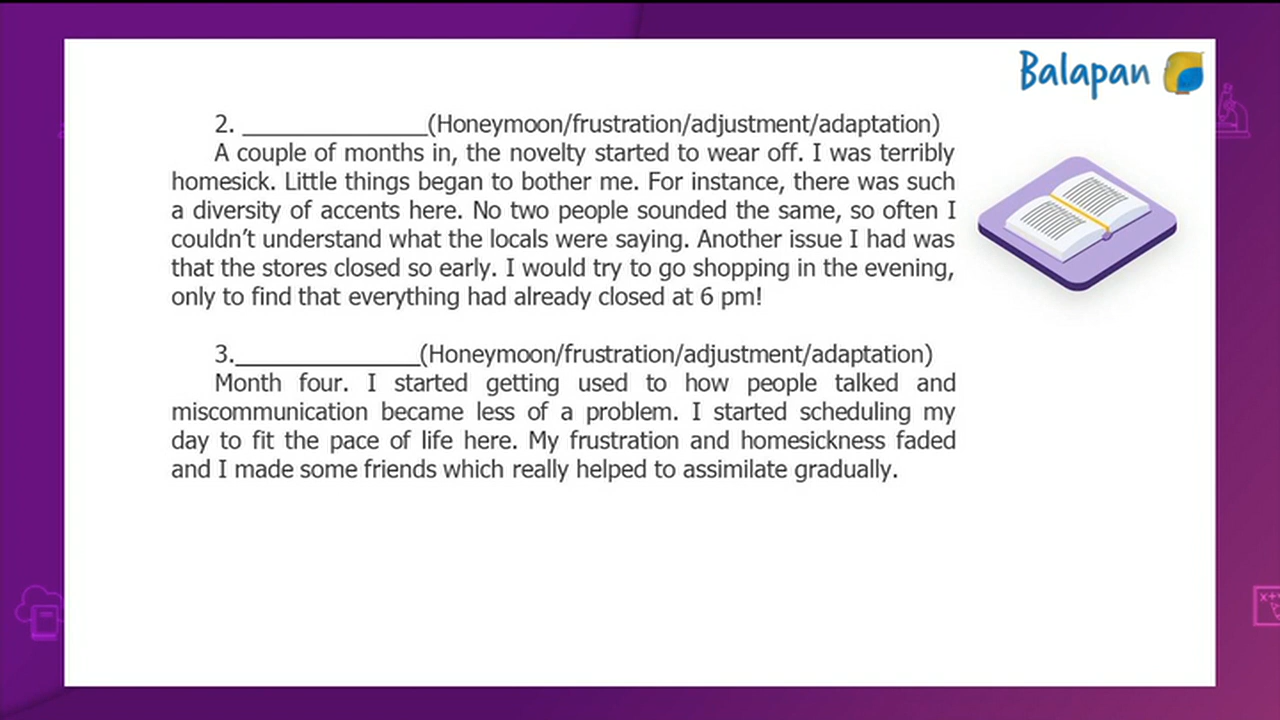 Balapan
2. ______________(Honeymoon/frustration/adjustment/adaptation)
A couple of months in, the novelty started to wear off. I was terribly
homesick. Little things began to bother me. For instance, there was such
a diversity of accents here. No two people sounded the same, so often I
couldn’t understand what the locals were saying. Another issue I had was
that the stores closed so early. I would try to go shopping in the evening,
only to find that everything had already closed at 6 pm!
3.______________(Honeymoon/frustration/adjustment/adaptation)
Month four. I started getting used to how people talked and
miscommunication became less of a problem. I started scheduling my
day to fit the pace of life here. My frustration and homesickness faded
and I made some friends which really helped to assimilate gradually.